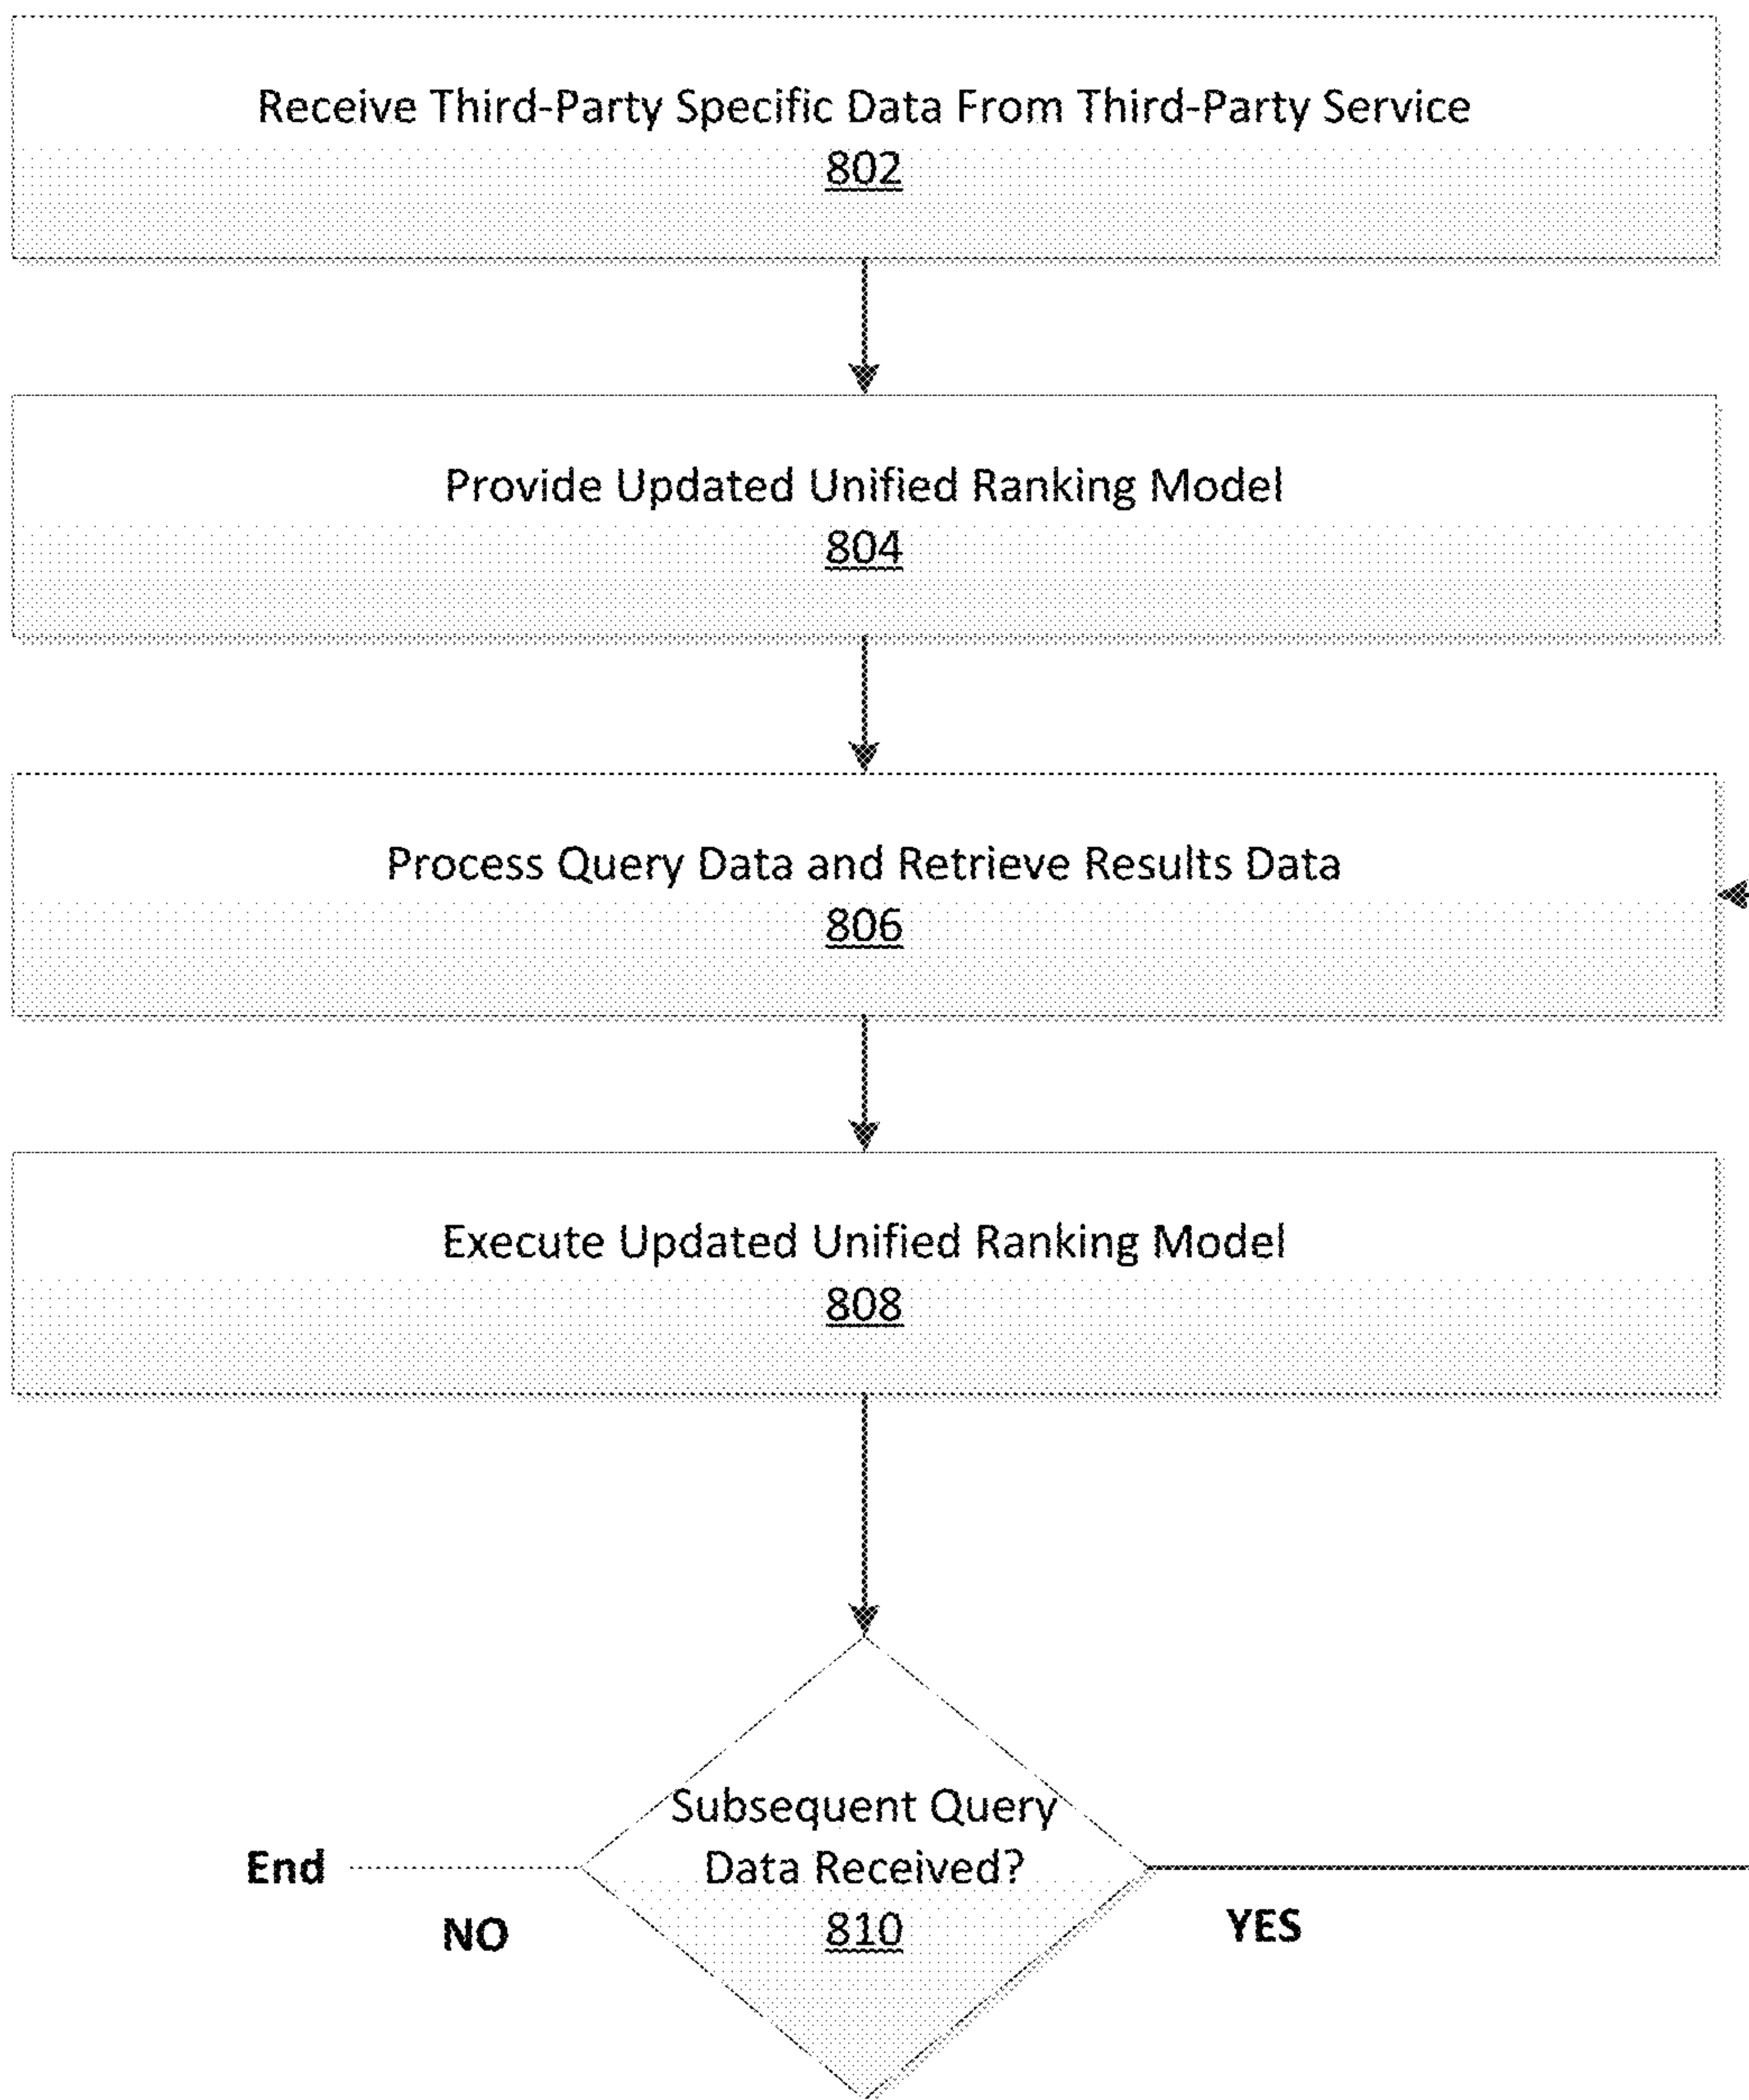 Receive Third-Party Specific Data From Third-Party Service
802
Provide Updated Unified Ranking Model
804
Process Query Data and Retrieve Results Data
806
Execute Updated Unified Ranking Model
808
Subsequent Query
Data Received?
810
End
NO
YES